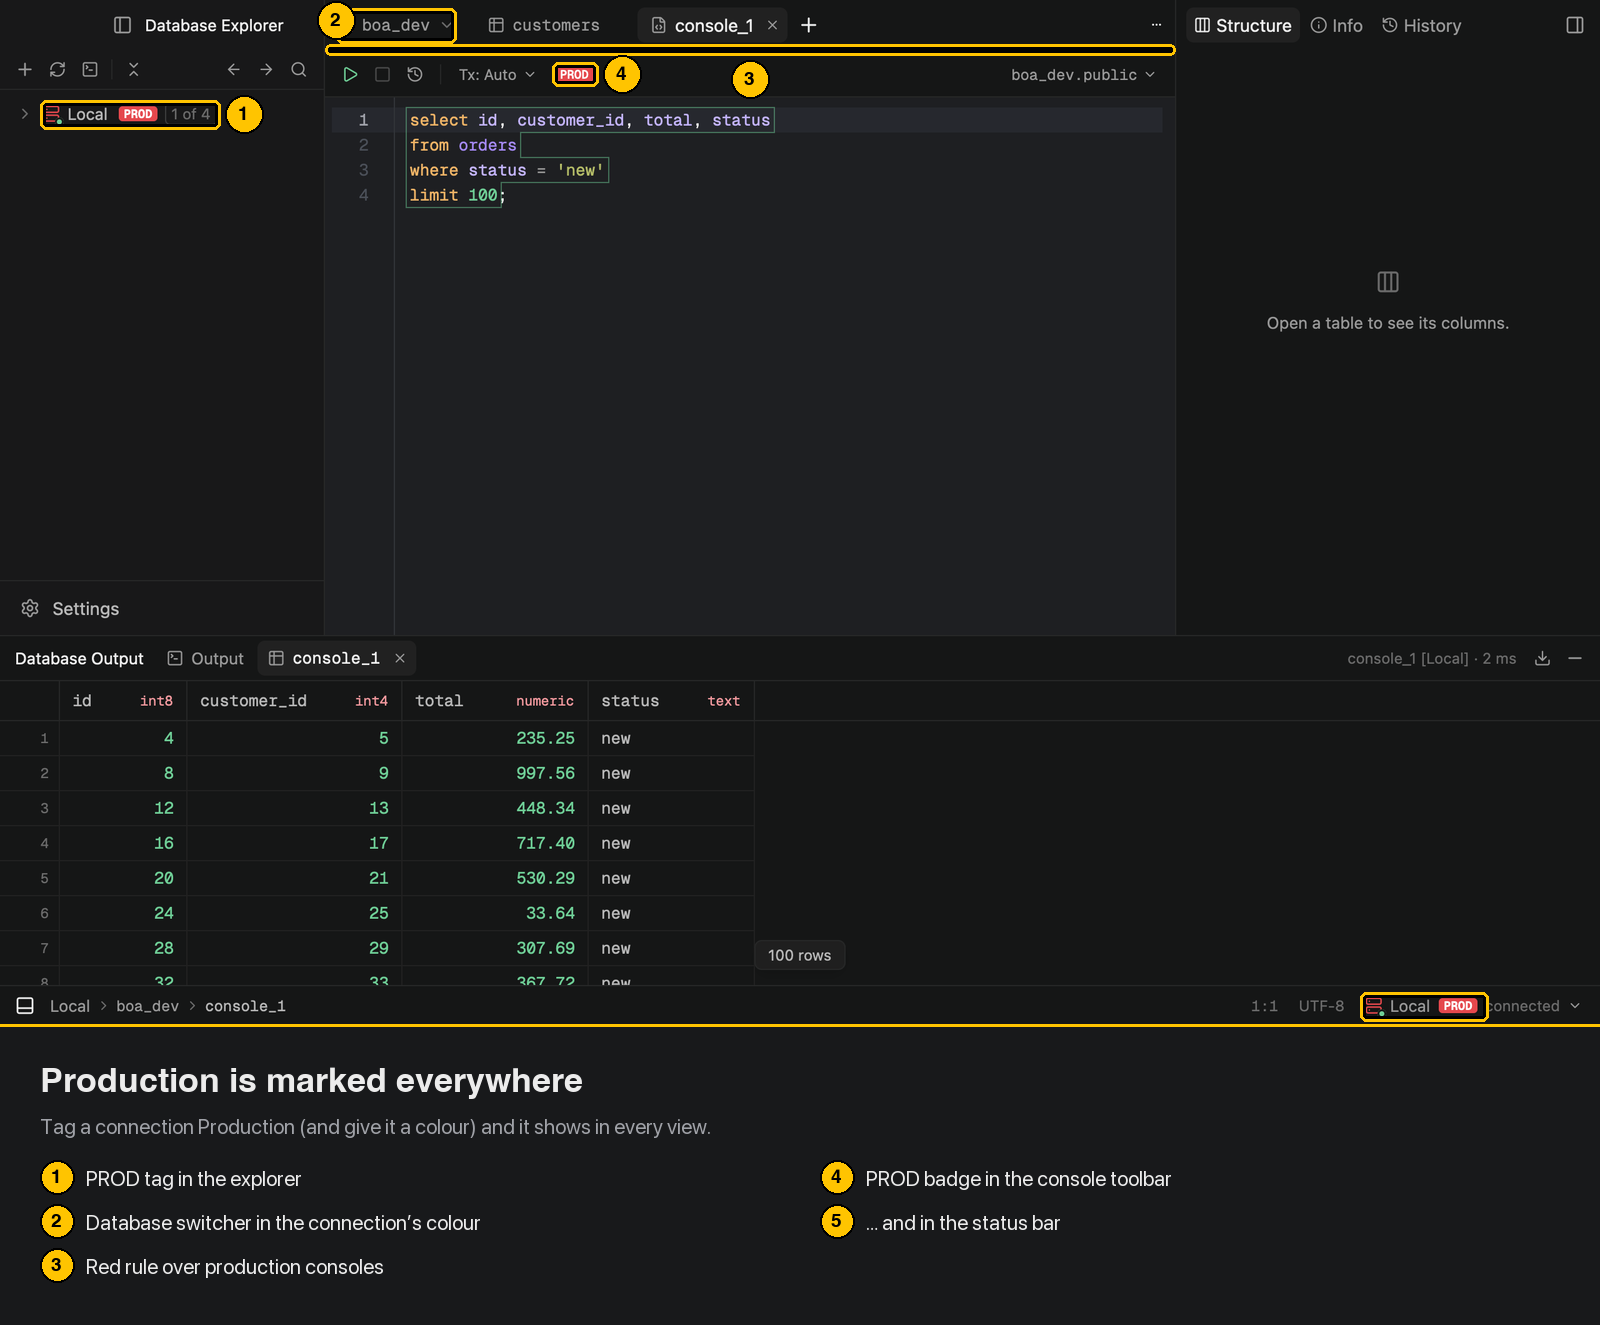 Database Explorer
2
boa_dev
customers
console_1
Structure
Info
History
Tx: Auto
PROD
4
3
boa_dev.public
Local PROD 1 of 4
1
1 select id, customer_id, total, status
2 from orders
3 where status = 'new'
4 limit 100;
Open a table to see its columns.
Settings
Database Output
Output
console_1
console_1 [Local] · 2 ms
id int8 customer_id int4 total numeric status text
1 4 5 235.25 new
2 8 9 997.56 new
3 12 13 448.34 new
4 16 17 717.40 new
5 20 21 530.29 new
6 24 25 33.64 new
7 28 29 307.69 new
8 32 33 367.72 new
100 rows
Local > boa_dev > console_1
1:1
UTF-8
Local PROD
connected
Production is marked everywhere
Tag a connection Production (and give it a colour) and it shows in every view.
1 PROD tag in the explorer
2 Database switcher in the connection’s colour
3 Red rule over production consoles
4 PROD badge in the console toolbar
5 … and in the status bar